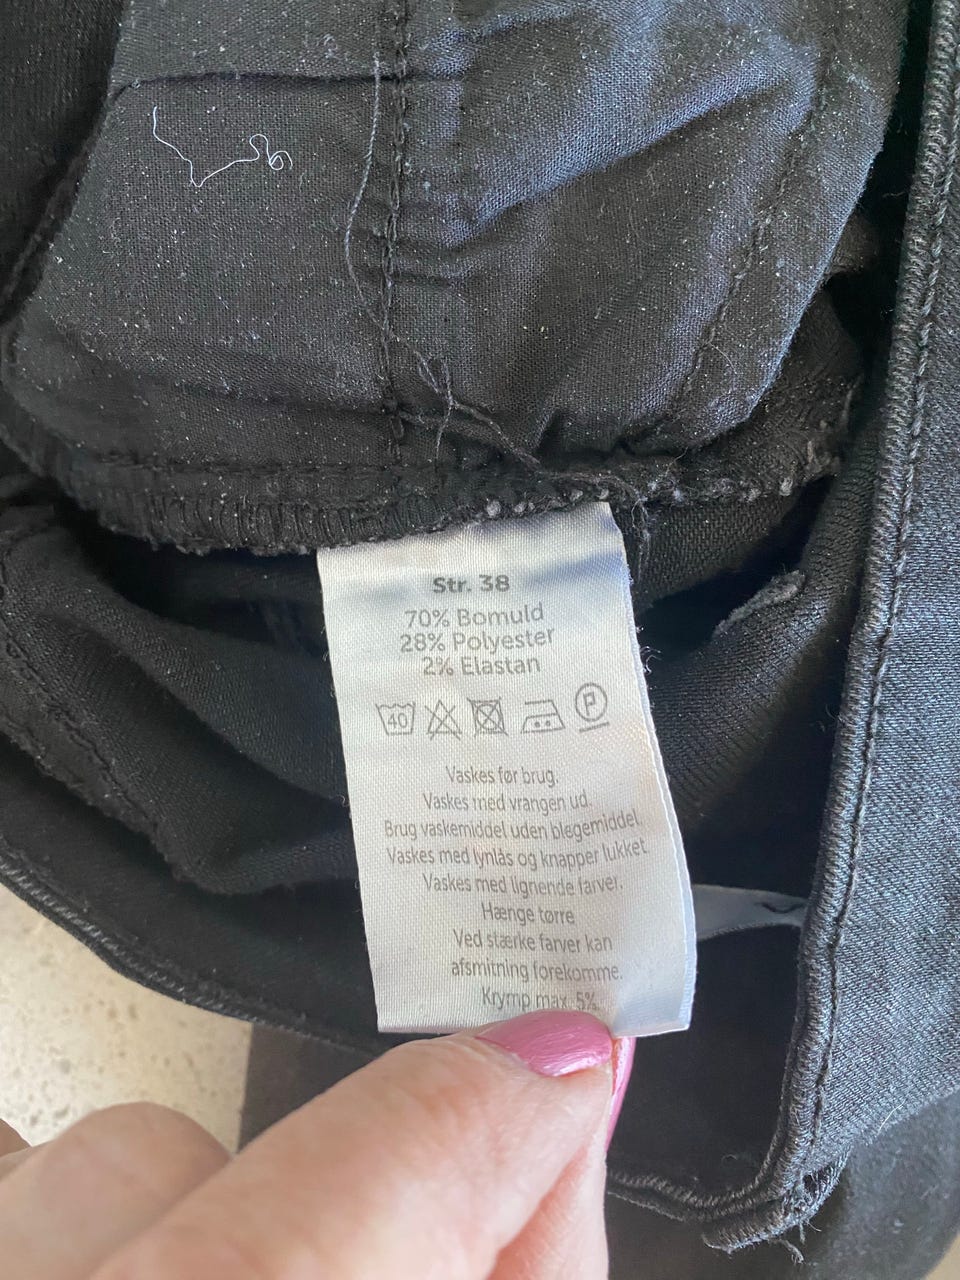 Str. 38
70% Bomuld
28% Polyester
2% Elastan
40 P
Vaskes før brug.
Vaskes med vrangen ud.
Brug vaskemiddel uden blegemiddel.
Vaskes med lynlås og knapper lukket.
Vaskes med lignende farver.
Hænge tørre
Ved stærke farver kan
afsmitning forekomme.
Krymp max. 5%.